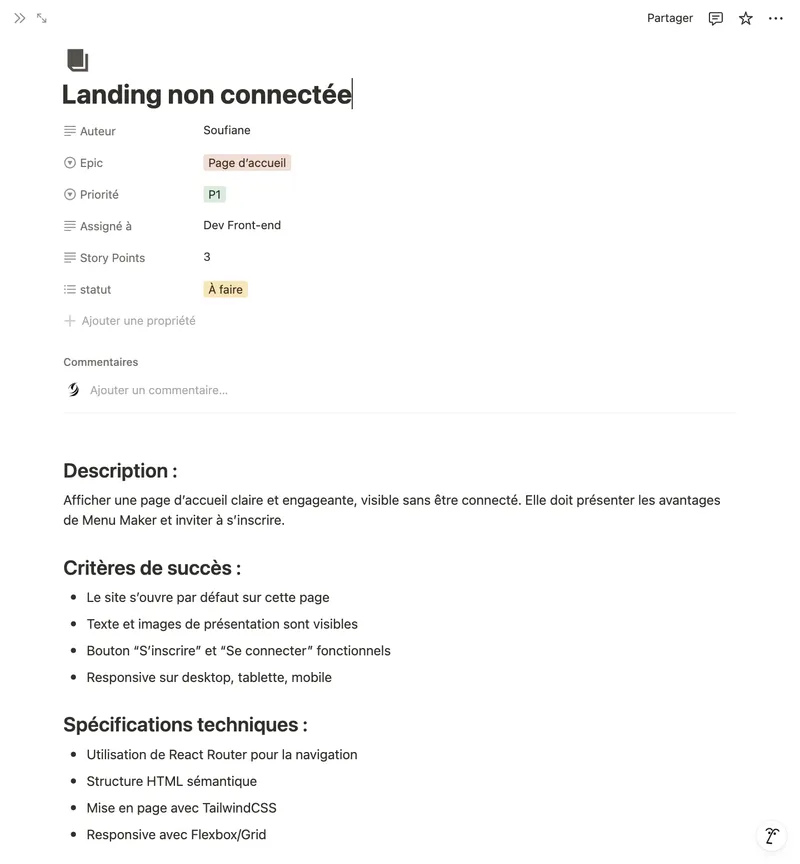 Partager
Landing non connectée
Auteur Soufiane
Epic Page d’accueil
Priorité P1
Assigné à Dev Front-end
Story Points 3
statut À faire
Ajouter une propriété
Commentaires
Ajouter un commentaire…
Description :
Afficher une page d’accueil claire et engageante, visible sans être connecté. Elle doit présenter les avantages
de Menu Maker et inviter à s’inscrire.
Critères de succès :
• Le site s’ouvre par défaut sur cette page
• Texte et images de présentation sont visibles
• Bouton “S’inscrire” et “Se connecter” fonctionnels
• Responsive sur desktop, tablette, mobile
Spécifications techniques :
• Utilisation de React Router pour la navigation
• Structure HTML sémantique
• Mise en page avec TailwindCSS
• Responsive avec Flexbox/Grid